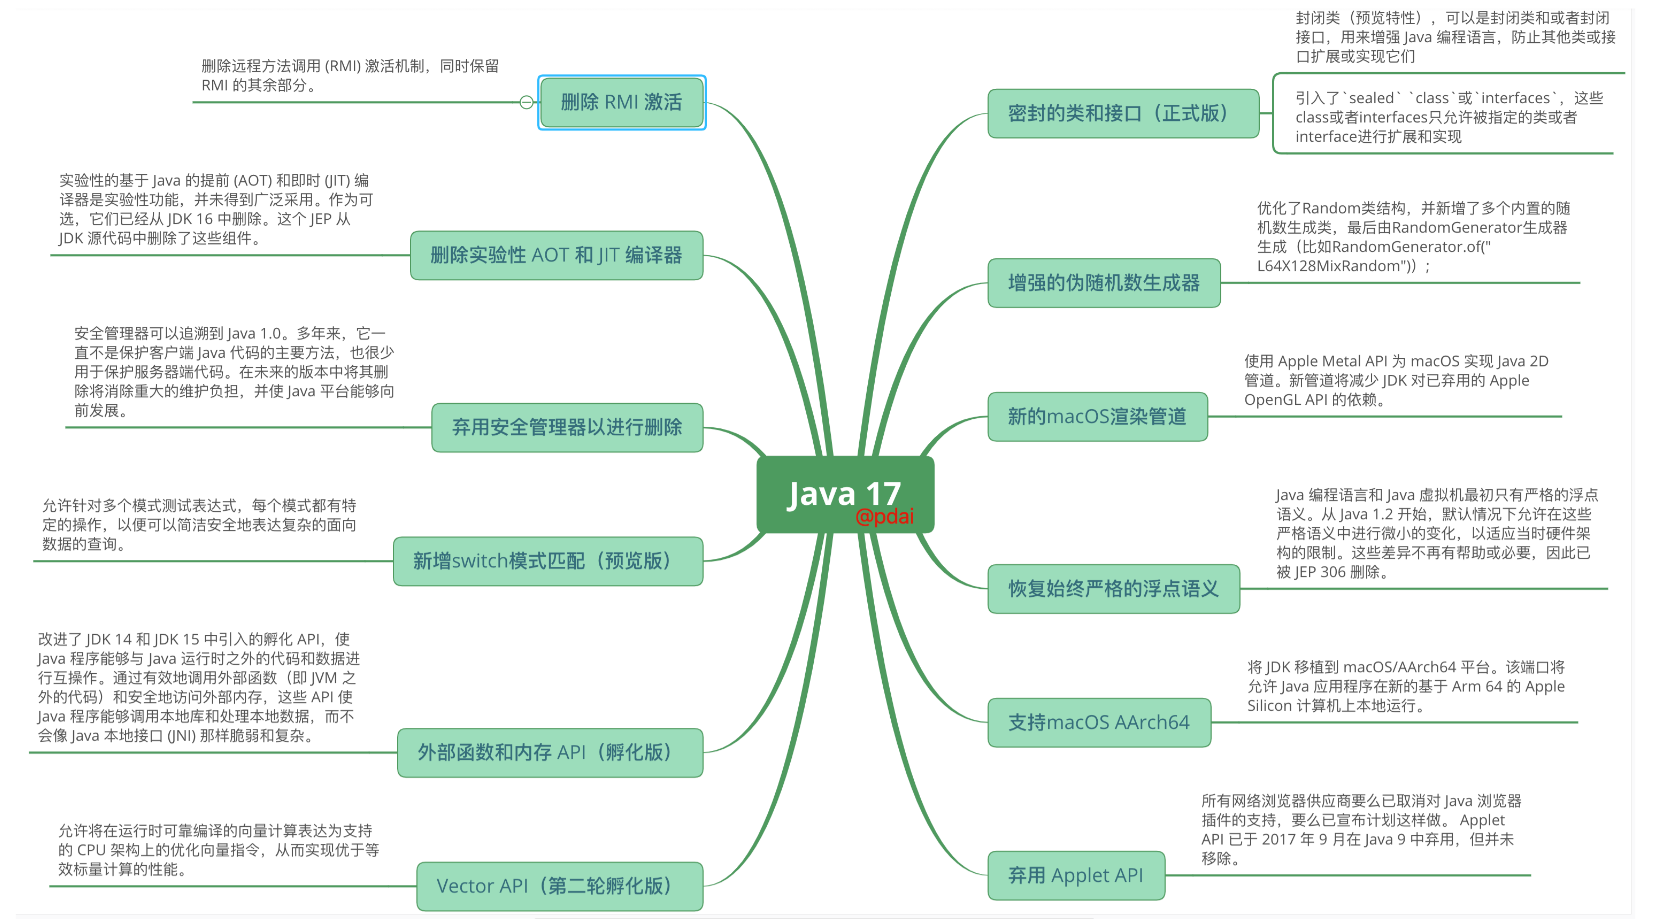 Java 17
@pdai
删除 RMI 激活
删除远程方法调用 (RMI) 激活机制，同时保留
RMI 的其余部分。
删除实验性 AOT 和 JIT 编译器
实验性的基于 Java 的提前 (AOT) 和即时 (JIT) 编
译器是实验性功能，并未得到广泛采用。作为可
选，它们已经从 JDK 16 中删除。这个 JEP 从
JDK 源代码中删除了这些组件。
弃用安全管理器以进行删除
安全管理器可以追溯到 Java 1.0。多年来，它一
直不是保护客户端 Java 代码的主要方法，也很少
用于保护服务器端代码。在未来的版本中将其删
除将消除重大的维护负担，并使 Java 平台能够向
前发展。
新增switch模式匹配（预览版）
允许针对多个模式测试表达式，每个模式都有特
定的操作，以便可以简洁安全地表达复杂的面向
数据的查询。
外部函数和内存 API（孵化版）
改进了 JDK 14 和 JDK 15 中引入的孵化 API，使
Java 程序能够与 Java 运行时之外的代码和数据进
行互操作。通过有效地调用外部函数（即 JVM 之
外的代码）和安全地访问外部内存，这些 API 使
Java 程序能够调用本地库和处理本地数据，而不
会像 Java 本地接口 (JNI) 那样脆弱和复杂。
Vector API（第二轮孵化版）
允许将在运行时可靠编译的向量计算表达为支持
的 CPU 架构上的优化向量指令，从而实现优于等
效标量计算的性能。
密封的类和接口（正式版）
封闭类（预览特性），可以是封闭类和或者封闭
接口，用来增强 Java 编程语言，防止其他类或接
口扩展或实现它们
引入了`sealed` `class`或`interfaces`，这些
class或者interfaces只允许被指定的类或者
interface进行扩展和实现
增强的伪随机数生成器
优化了Random类结构，并新增了多个内置的随
机数生成类，最后由RandomGenerator生成器
生成（比如RandomGenerator.of("
L64X128MixRandom"));
新的macOS渲染管道
使用 Apple Metal API 为 macOS 实现 Java 2D
管道。新管道将减少 JDK 对已弃用的 Apple
OpenGL API 的依赖。
恢复始终严格的浮点语义
Java 编程语言和 Java 虚拟机最初只有严格的浮点
语义。从 Java 1.2 开始，默认情况下允许在这些
严格语义中进行微小的变化，以适应当时硬件架
构的限制。这些差异不再有帮助或必要，因此已
被 JEP 306 删除。
支持macOS AArch64
将 JDK 移植到 macOS/AArch64 平台。该端口将
允许 Java 应用程序在新的基于 Arm 64 的 Apple
Silicon 计算机上本地运行。
弃用 Applet API
所有网络浏览器供应商要么已取消对 Java 浏览器
插件的支持，要么已宣布计划这样做。 Applet
API 已于 2017 年 9 月在 Java 9 中弃用，但并未
移除。